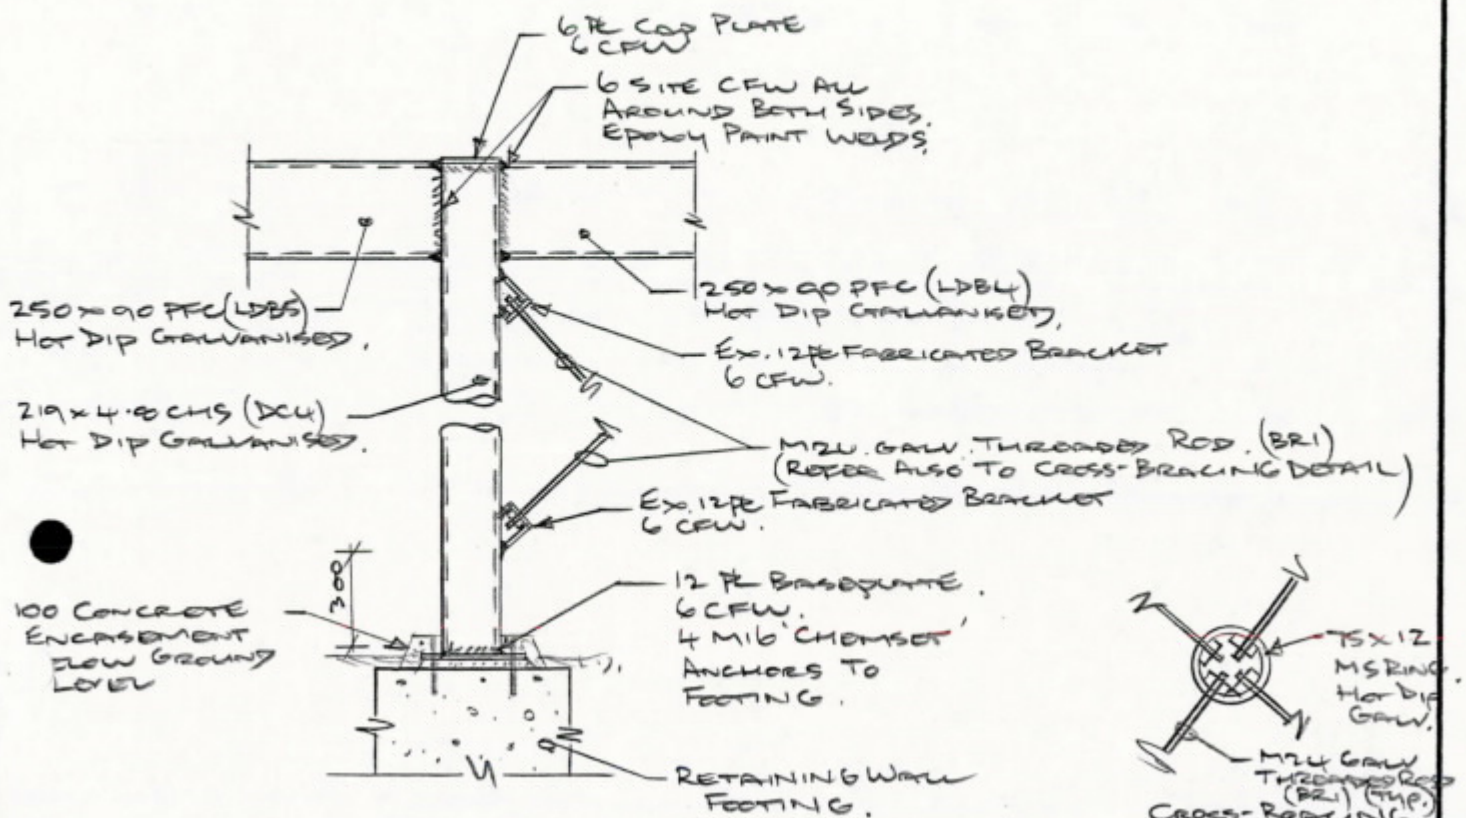 6 PL CAP PLATE
6 CFW
6 SITE CFW ALL
AROUND BOTH SIDES.
EPOXY PAINT WELDS.
250 x 90 PFC (LDB5)
HOT DIP GALVANISED.
250 x 90 PFC (LDB4)
HOT DIP GALVANISED.
EX. 12 PL FABRICATED BRACKET
6 CFW.
219 x 4.8 CHS (DC4)
HOT DIP GALVANISED.
M24 GALV. THREADED ROD. (BR1)
(REFER ALSO TO CROSS-BRACING DETAIL)
EX. 12 PL FABRICATED BRACKET
6 CFW.
300
100 CONCRETE
ENCASEMENT
BELOW GROUND
LEVEL
12 PL BASEPLATE.
6 CFW.
4 M16 'CHEMSET'
ANCHORS TO
FOOTING.
RETAINING WALL
FOOTING.
75 x 12
MS RING.
HOT DIP
GALV.
M24 GALV
THREADED ROD
(BR1) (TYP.)
CROSS-BRACING